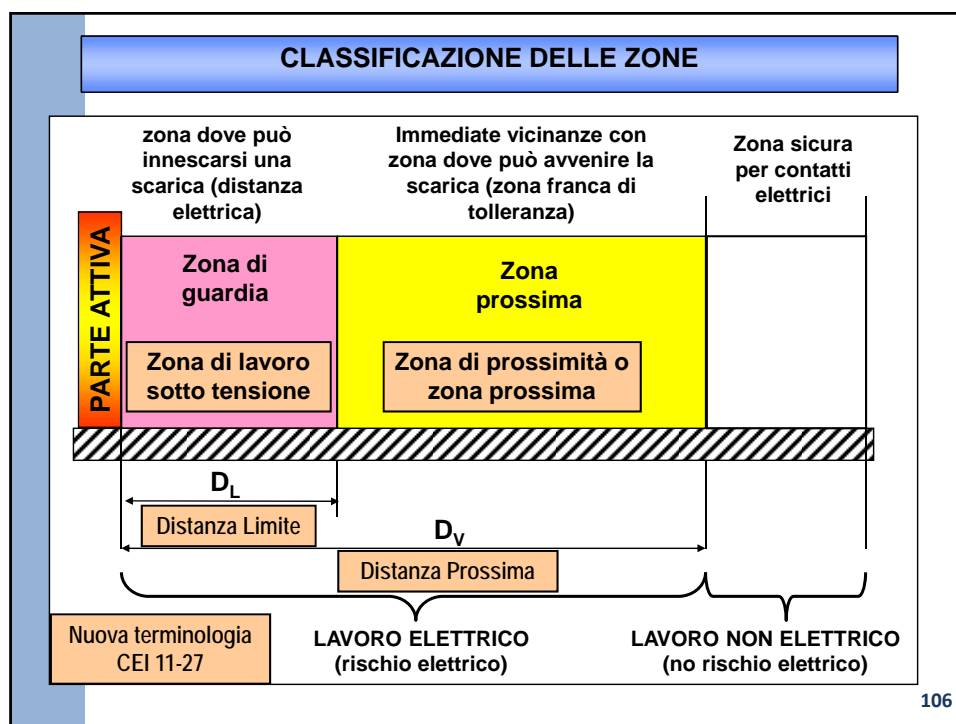 CLASSIFICAZIONE DELLE ZONE
zona dove può
innescarsi una
scarica (distanza
elettrica)
Immediate vicinanze con
zona dove può avvenire la
scarica (zona franca di
tolleranza)
Zona sicura
per contatti
elettrici
PARTE ATTIVA
Zona di
guardia
Zona
prossima
Zona di lavoro
sotto tensione
Zona di prossimità o
zona prossima
DL
Distanza Limite
DV
Distanza Prossima
Nuova terminologia
CEI 11-27
LAVORO ELETTRICO
(rischio elettrico)
LAVORO NON ELETTRICO
(no rischio elettrico)
106